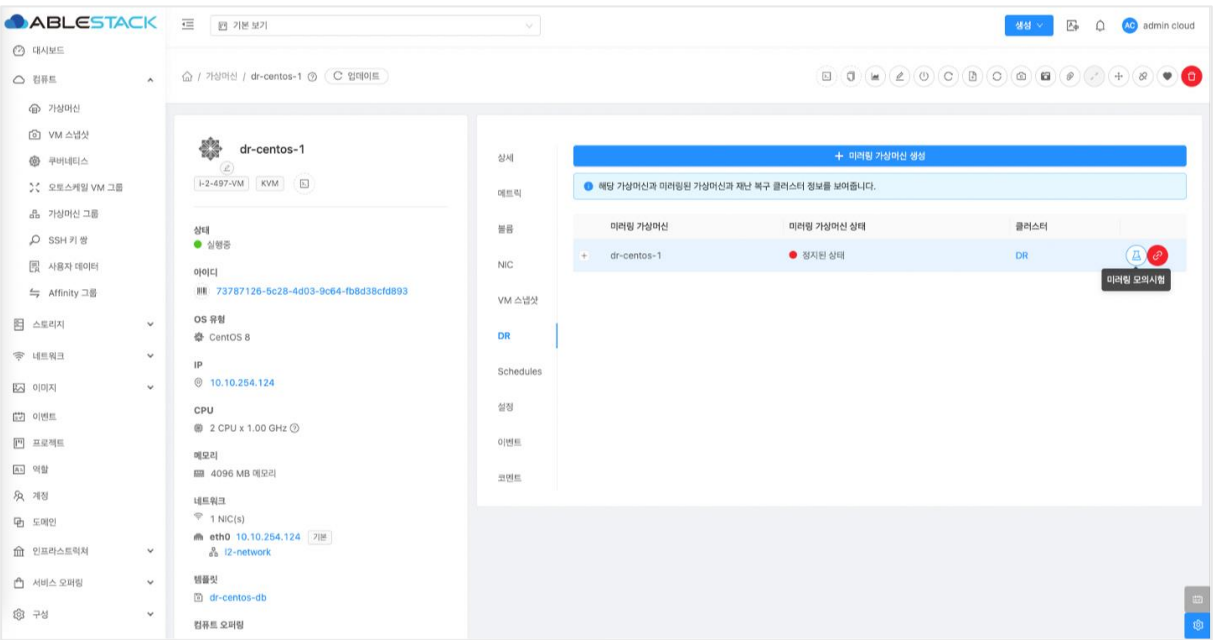 ABLESTACK
기본 보기
생성
AC admin cloud
대시보드
컴퓨트
가상머신
VM 스냅샷
쿠버네티스
오토스케일 VM 그룹
가상머신 그룹
SSH 키 쌍
사용자 데이터
Affinity 그룹
스토리지
네트워크
이미지
이벤트
프로젝트
역할
계정
도메인
인프라스트럭쳐
서비스 오퍼링
구성
/ 가상머신 / dr-centos-1 업데이트
dr-centos-1
i-2-497-VM KVM
상태
실행중
아이디
73787126-5c28-4d03-9c64-fb8d38cfd893
OS 유형
CentOS 8
IP
10.10.254.124
CPU
2 CPU x 1.00 GHz
메모리
4096 MB 메모리
네트워크
1 NIC(s)
eth0 10.10.254.124 기본
l2-network
템플릿
dr-centos-db
컴퓨트 오퍼링
상세
메트릭
볼륨
NIC
VM 스냅샷
DR
Schedules
설정
이벤트
코멘트
+ 미러링 가상머신 생성
해당 가상머신과 미러링된 가상머신과 재난 복구 클러스터 정보를 보여줍니다.
미러링 가상머신 미러링 가상머신 상태 클러스터
+ dr-centos-1 정지된 상태 DR
미러링 모의시험